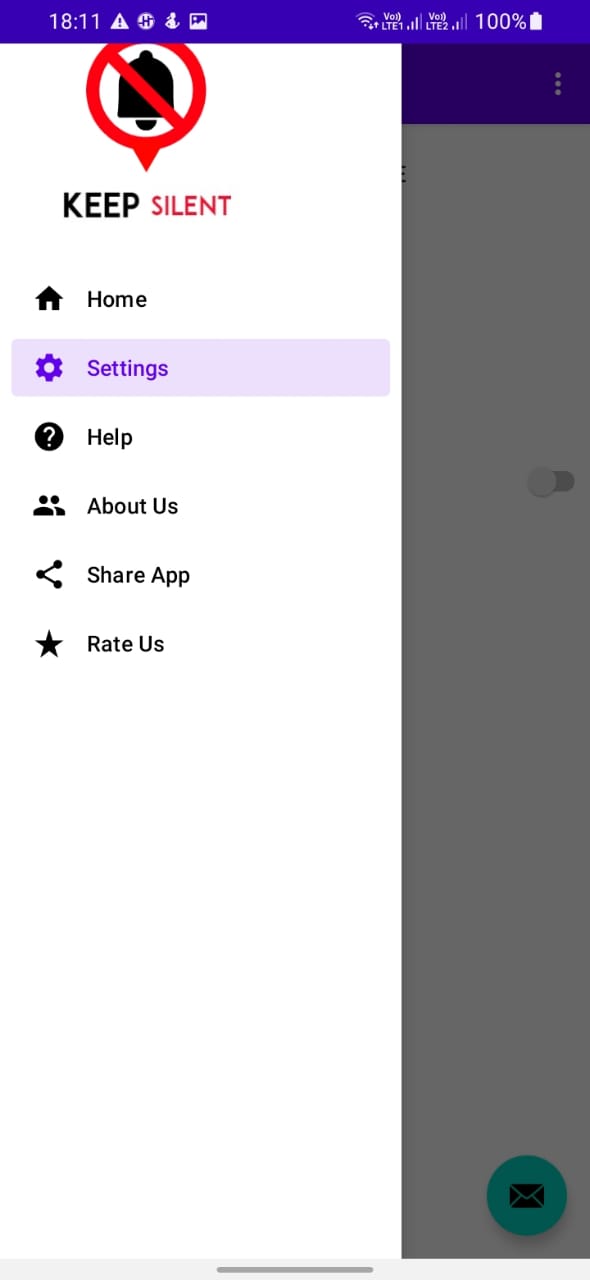 18:11 Vo)) LTE1 Vo)) LTE2 100%
KEEP SILENT
Home
Settings
Help
About Us
Share App
Rate Us